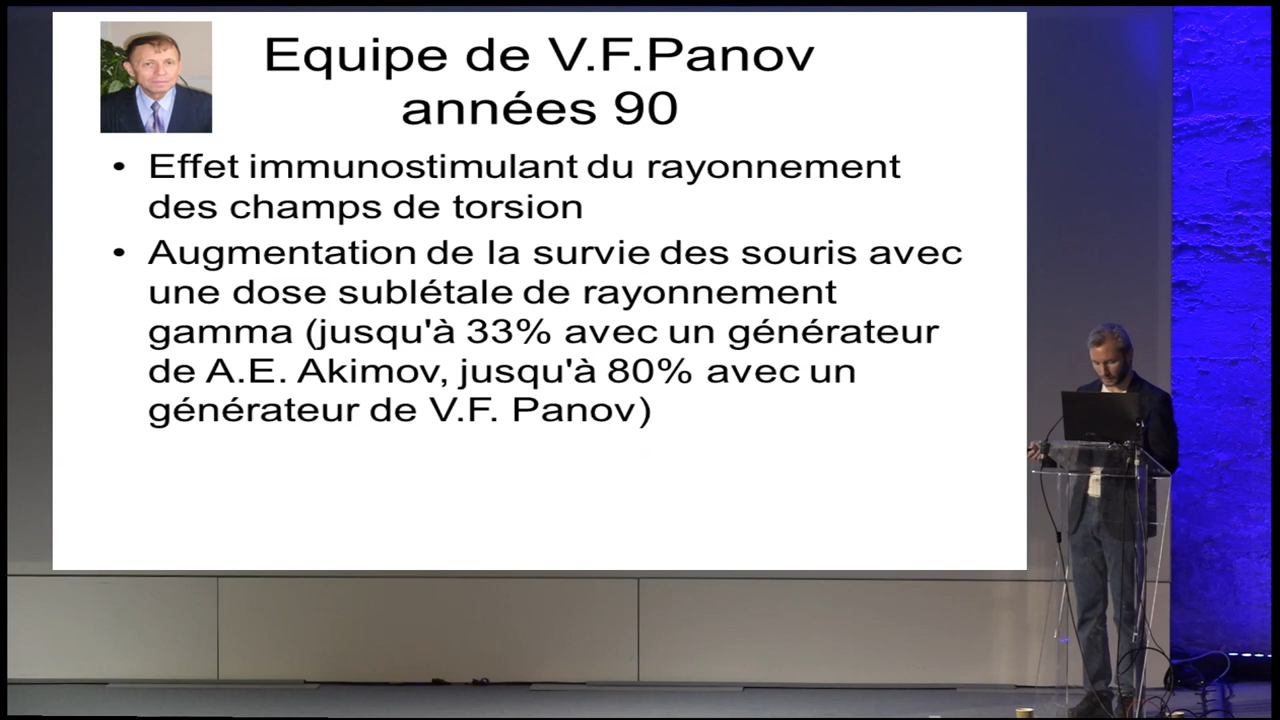 Equipe de V.F.Panov
années 90
• Effet immunostimulant du rayonnement
des champs de torsion
• Augmentation de la survie des souris avec
une dose sublétale de rayonnement
gamma (jusqu'à 33% avec un générateur
de A.E. Akimov, jusqu'à 80% avec un
générateur de V.F. Panov)